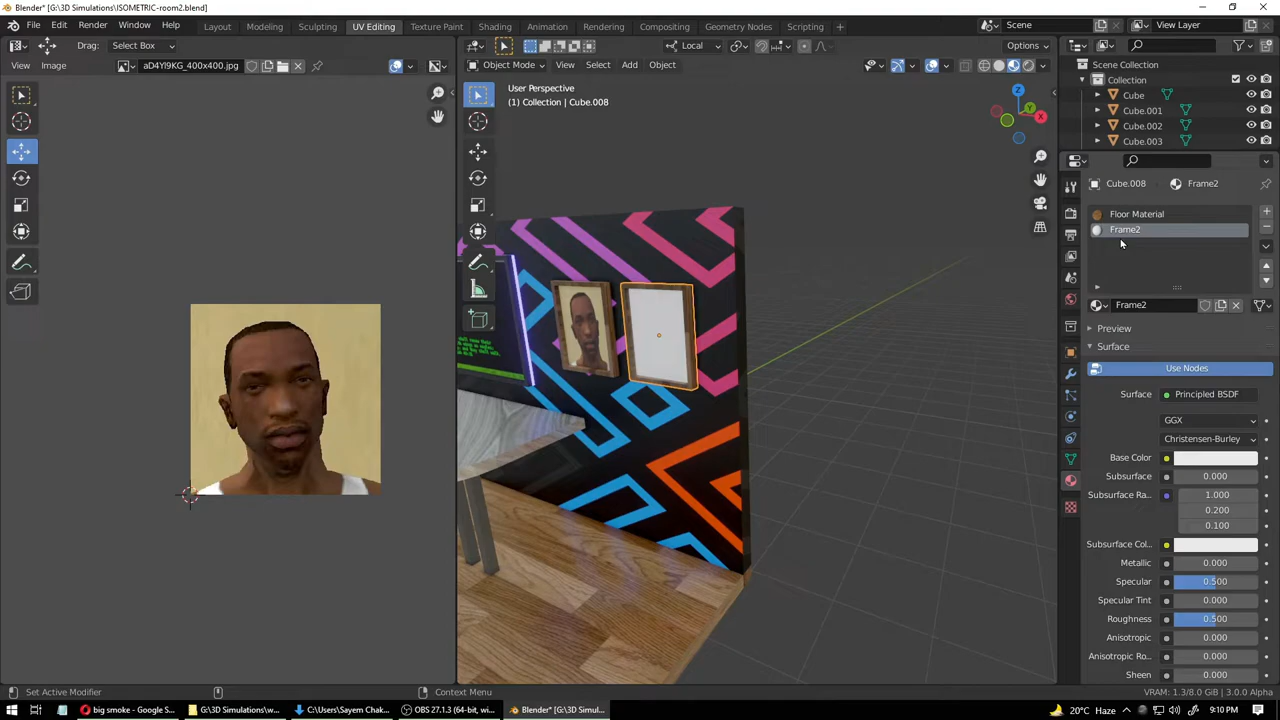 Blender* [G:\3D Simulations\ISOMETRIC-room2.blend]
File Edit Render Window Help Layout Modeling Sculpting UV Editing Texture Paint Shading Animation Rendering Compositing Geometry Nodes Scripting + Scene View Layer
Drag: Select Box Local Options
View Image aD4Yl9KG_400x400.jpg Object Mode View Select Add Object
User Perspective
(1) Collection | Cube.008
Z
X
Scene Collection
Collection
Cube
Cube.001
Cube.002
Cube.003
Cube.008 Frame2
Floor Material
Frame2
Frame2
Preview
Surface
Use Nodes
Surface Principled BSDF
GGX
Christensen-Burley
Base Color
Subsurface 0.000
Subsurface Ra... 1.000
0.200
0.100
Subsurface Col...
Metallic 0.000
Specular 0.500
Specular Tint 0.000
Roughness 0.500
Anisotropic 0.000
Anisotropic Ro... 0.000
Sheen 0.000
Set Active Modifier Context Menu VRAM: 1.3/8.0 GiB | 3.0.0 Alpha
big smoke - Google S... G:\3D Simulations\w... C:\Users\Sayem Chak... OBS 27.1.3 (64-bit, wi... Blender* [G:\3D Simul... 20°C Haze 9:10 PM